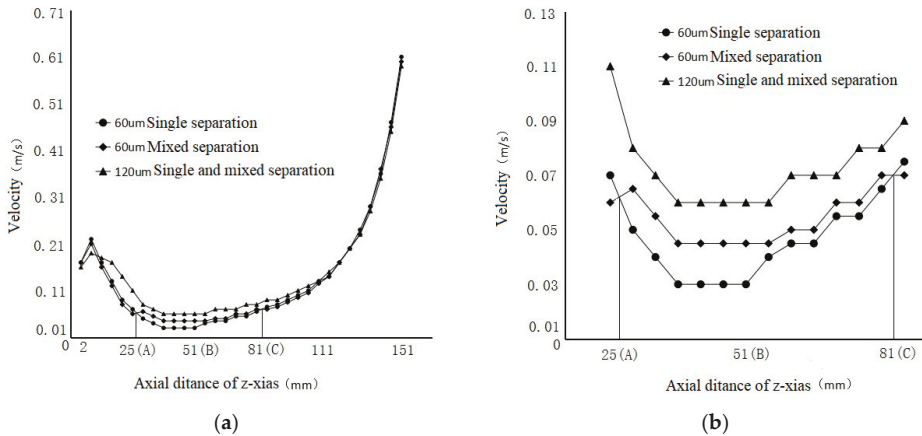 0.71
0.61
0.51
0.41
0.31
0.21
0.11
0.01
0
Velocity (m/s)
60um Single separation
60um Mixed separation
120um Single and mixed separation
2 25(A) 51(B) 81(C) 111 151
Axial ditance of z-xias (mm)
(a)
0.13
0.11
0.09
0.07
0.05
0.03
0.01
0
Velocity (m/s)
60um Single separation
60um Mixed separation
120um Single and mixed separation
25(A) 51(B) 81(C)
Axial ditance of z-xias (mm)
(b)